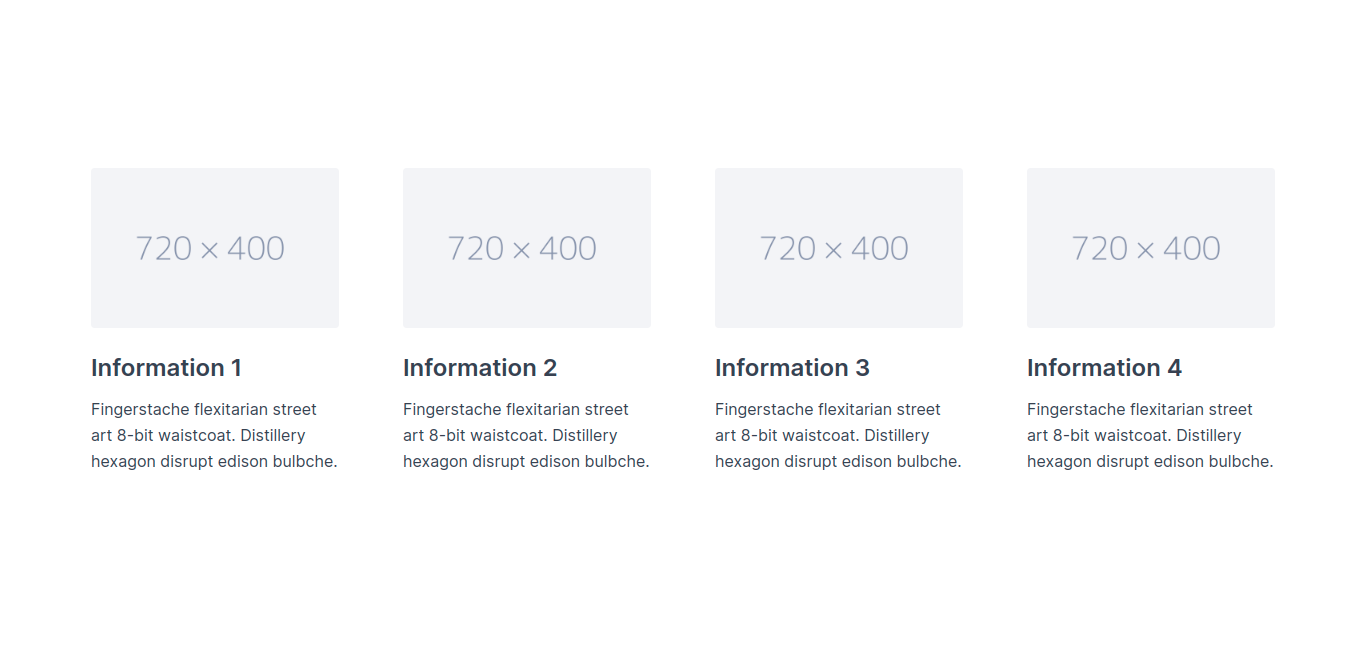 720 × 400
Information 1
Fingerstache flexitarian street
art 8-bit waistcoat. Distillery
hexagon disrupt edison bulbche.
720 × 400
Information 2
Fingerstache flexitarian street
art 8-bit waistcoat. Distillery
hexagon disrupt edison bulbche.
720 × 400
Information 3
Fingerstache flexitarian street
art 8-bit waistcoat. Distillery
hexagon disrupt edison bulbche.
720 × 400
Information 4
Fingerstache flexitarian street
art 8-bit waistcoat. Distillery
hexagon disrupt edison bulbche.